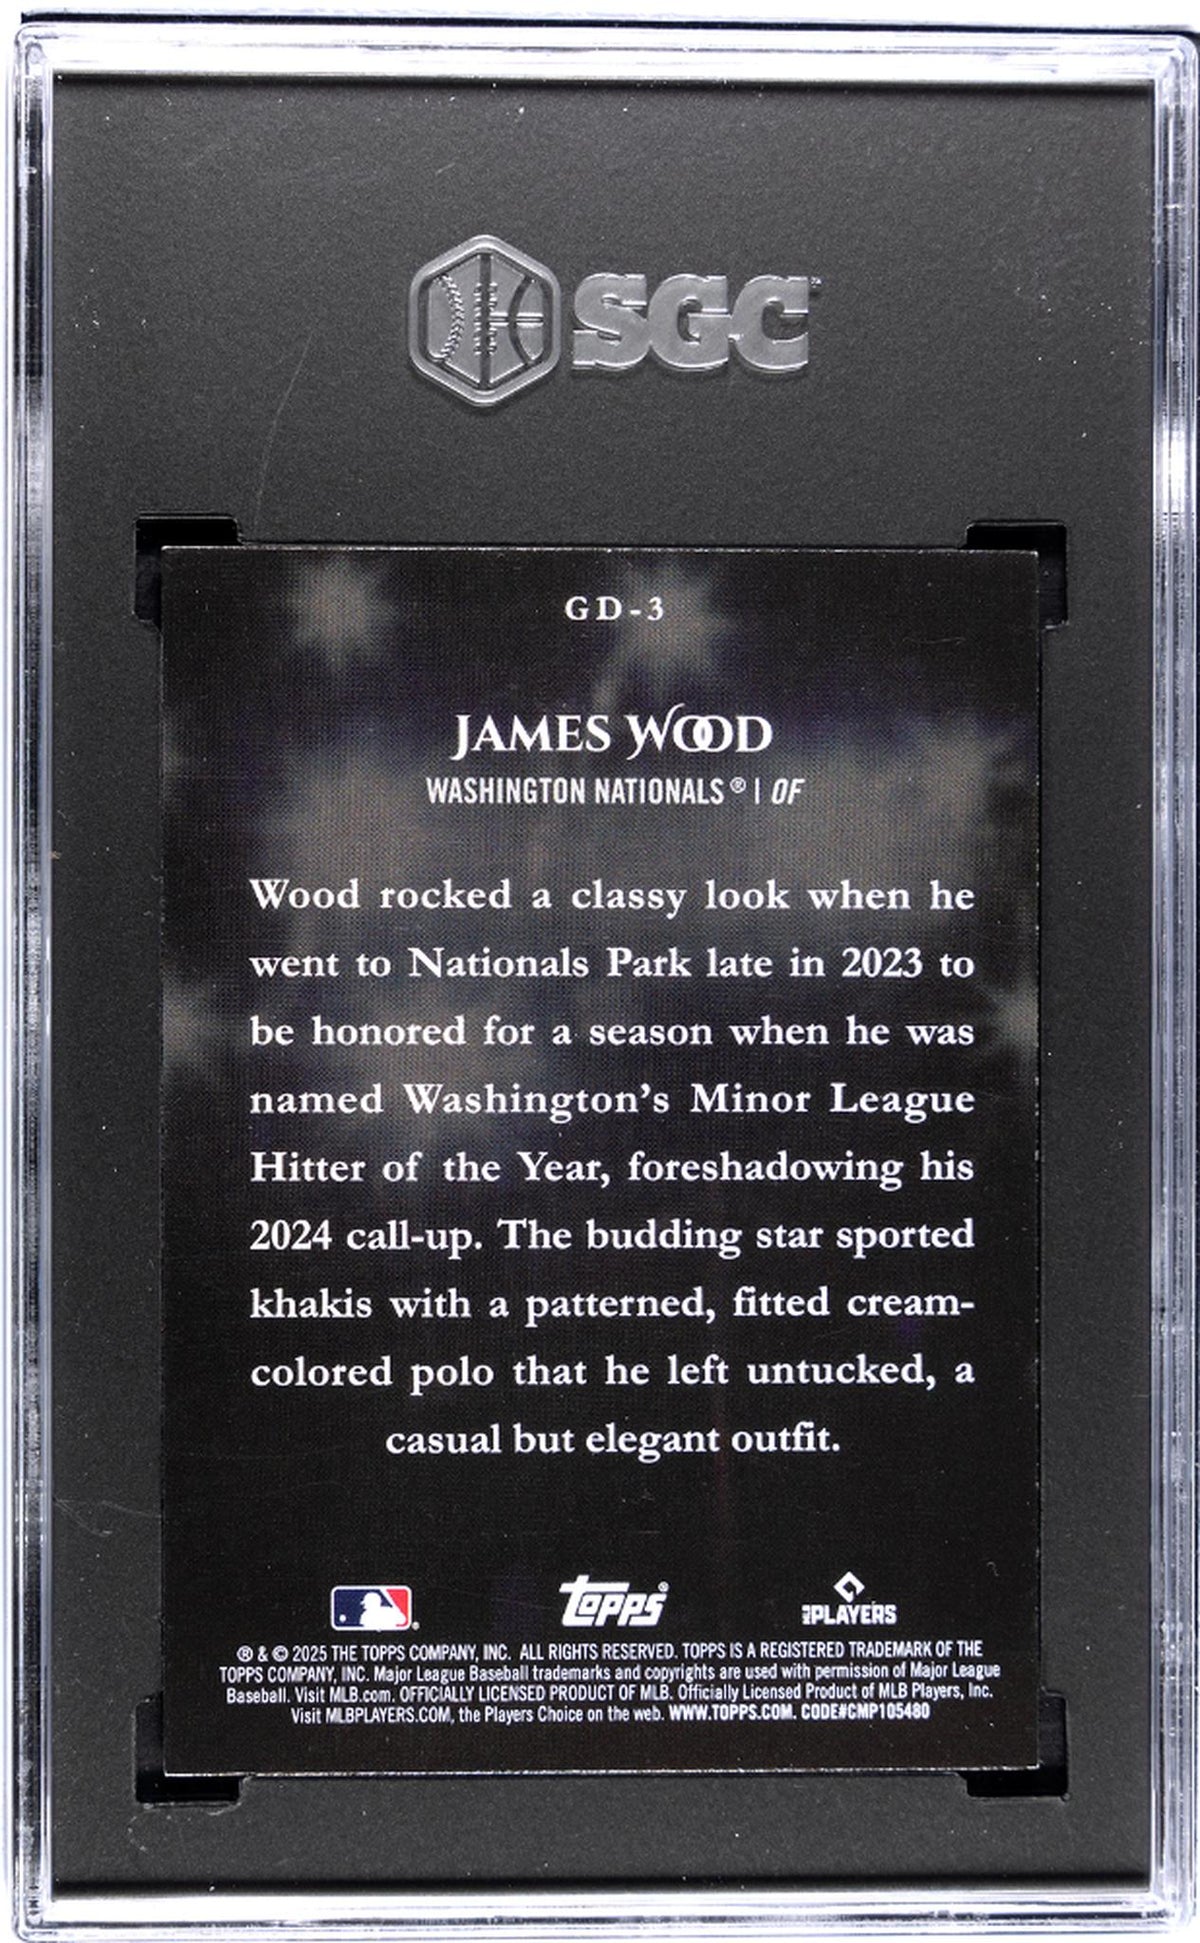 SGC
GD-3
JAMES WOOD
WASHINGTON NATIONALS® | OF
Wood rocked a classy look when he
went to Nationals Park late in 2023 to
be honored for a season when he was
named Washington's Minor League
Hitter of the Year, foreshadowing his
2024 call-up. The budding star sported
khakis with a patterned, fitted cream-
colored polo that he left untucked, a
casual but elegant outfit.
topps® PLAYERS
® & © 2025 THE TOPPS COMPANY, INC. ALL RIGHTS RESERVED. TOPPS IS A REGISTERED TRADEMARK OF THE
TOPPS COMPANY, INC. Major League Baseball trademarks and copyrights are used with permission of Major League
Baseball. Visit MLB.com. OFFICIALLY LICENSED PRODUCT OF MLB. Officially Licensed Product of MLB Players, Inc.
Visit MLBPLAYERS.COM, the Players Choice on the web. WWW.TOPPS.COM. CODE#CMP105480